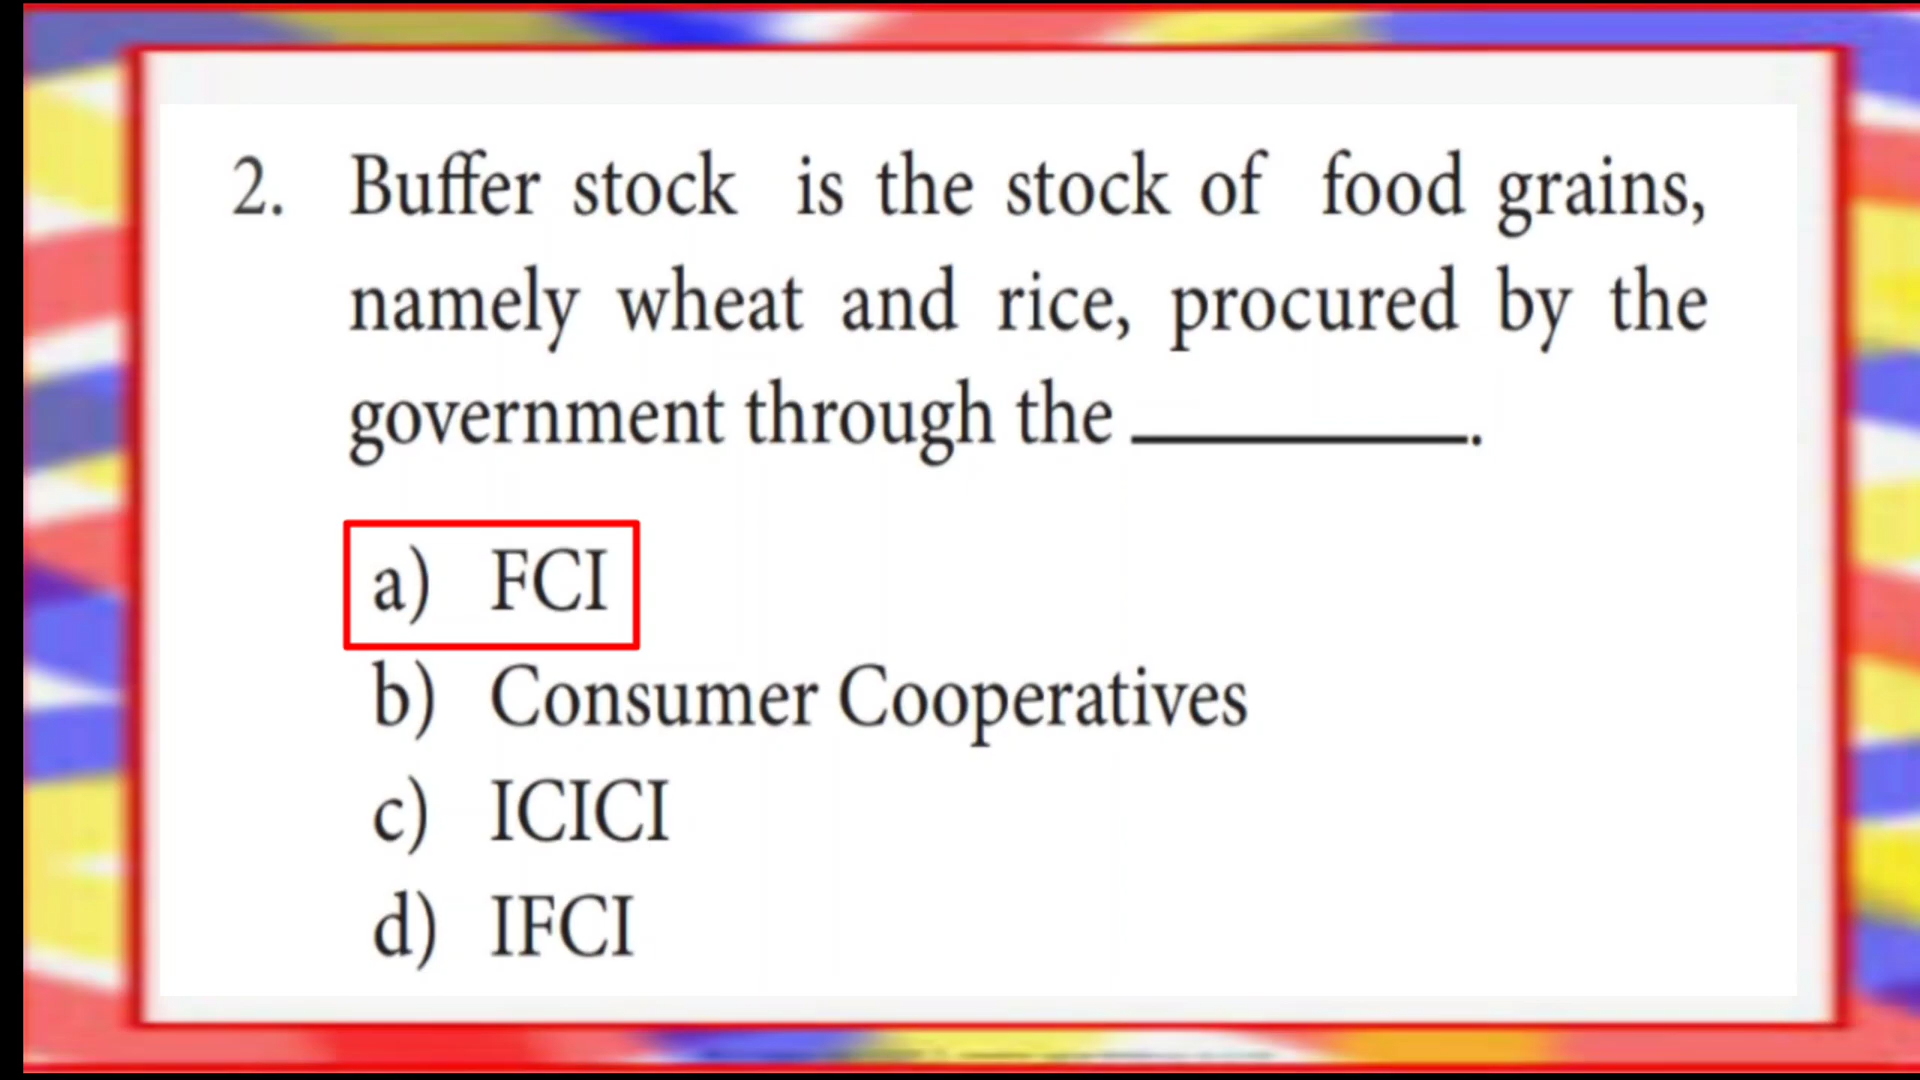 2. Buffer stock is the stock of food grains,
namely wheat and rice, procured by the
government through the ________.
a) FCI
b) Consumer Cooperatives
c) ICICI
d) IFCI